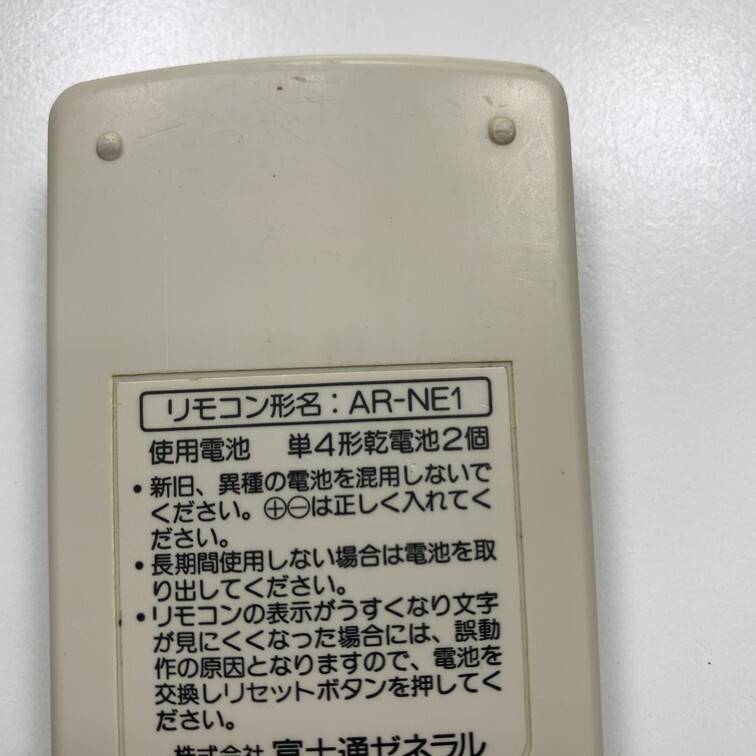 リモコン形名：AR-NE1
使用電池　単4形乾電池2個
•新旧、異種の電池を混用しないで
ください。⊕⊖は正しく入れてく
ださい。
•長期間使用しない場合は電池を取
り出してください。
•リモコンの表示がうすくなり文字
が見にくくなった場合には、誤動
作の原因となりますので、電池を
交換しリセットボタンを押してく
ださい。
株式会社 富士通ゼネラル